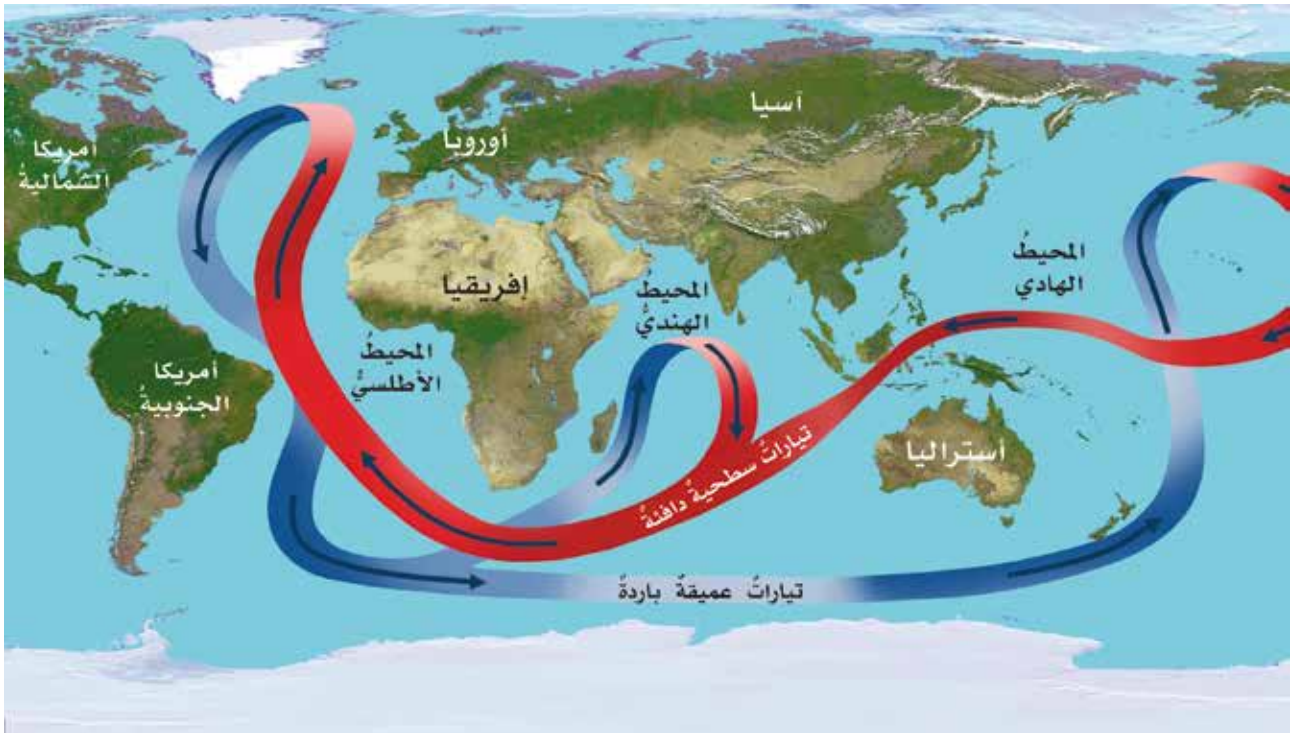 آسيا
أوروبا
أمريكا
الشماليةُ
المحيطُ
الهادي
المحيطُ
الهنديُّ
إفريقيا
المحيطُ
الأطلسيُّ
أمريكا
الجنوبيةُ
أستراليا
تياراتُ سطحيةٌ دافئةٌ
تياراتُ عميقةٌ باردةٌ